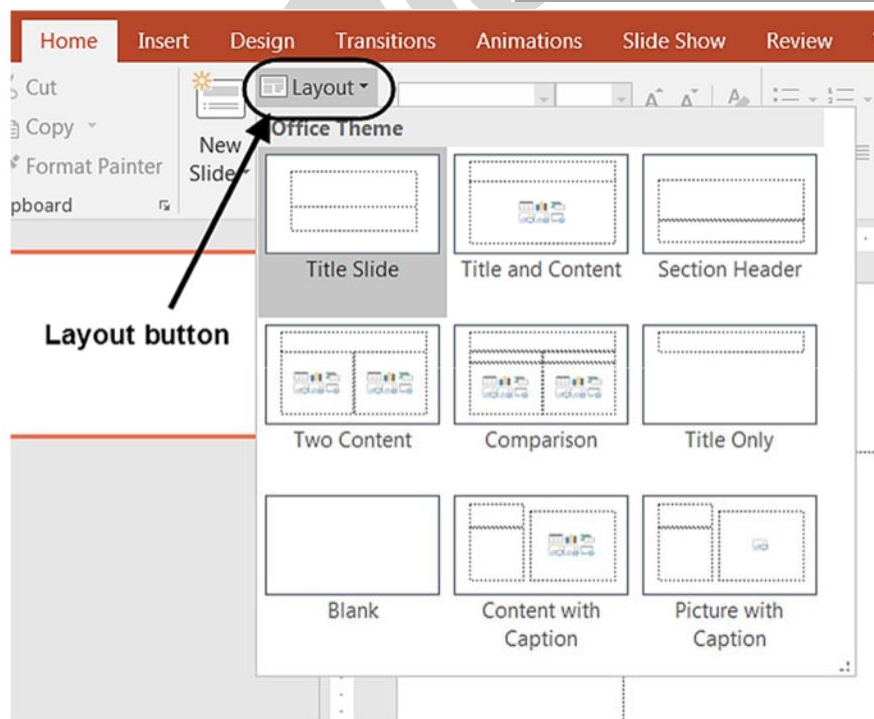 Home Insert Design Transitions Animations Slide Show Review
Cut
Layout
Copy
New
Slide
Format Painter
pboard
Office Theme
Title Slide
Title and Content
Section Header
Layout button
Two Content
Comparison
Title Only
Blank
Content with
Caption
Picture with
Caption